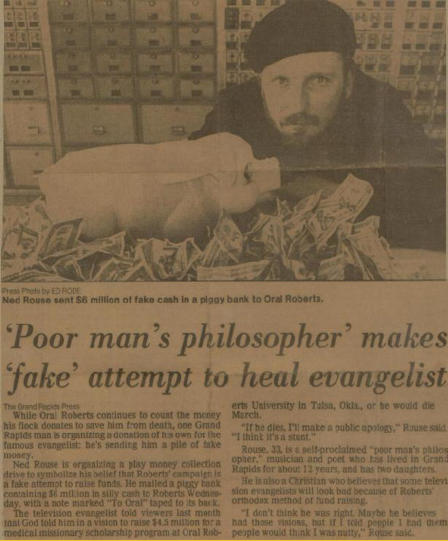 Press Photo by ED RODE
Ned Rouse sent $6 million of fake cash in a piggy bank to Oral Roberts.
'Poor man's philosopher' makes
'fake' attempt to heal evangelist
The Grand Rapids Press
While Oral Roberts continues to count the money
his flock donates to save him from death, one Grand
Rapids man is organizing a donation of his own for the
famous evangelist: he's sending him a pile of fake
money.
Ned Rouse is organizing a play money collection
drive to symbolize his belief that Roberts' campaign is
a fake attempt to raise funds. He mailed a piggy bank
containing $6 million in silly cash to Roberts Wednes-
day, with a note marked "To Oral" taped to its back.
The television evangelist told viewers last month
that God told him in a vision to raise $4.5 million for a
medical missionary scholarship program at Oral Rob-
erts University in Tulsa, Okla., or he would die
March.
"If he dies, I'll make a public apology," Rouse said
"I think it's a stunt."
Rouse, 33, is a self-proclaimed "poor man's philos
opher," musician and poet who has lived in Grand
Rapids for about 12 years, and has two daughters.
He is also a Christian who believes that some televi
sion evangelists will look bad because of Roberts'
orthodox method of fund raising.
"I don't think he was right. Maybe he believes
had those visions, but if I told people I had them
people would think I was nutty," Rouse said.